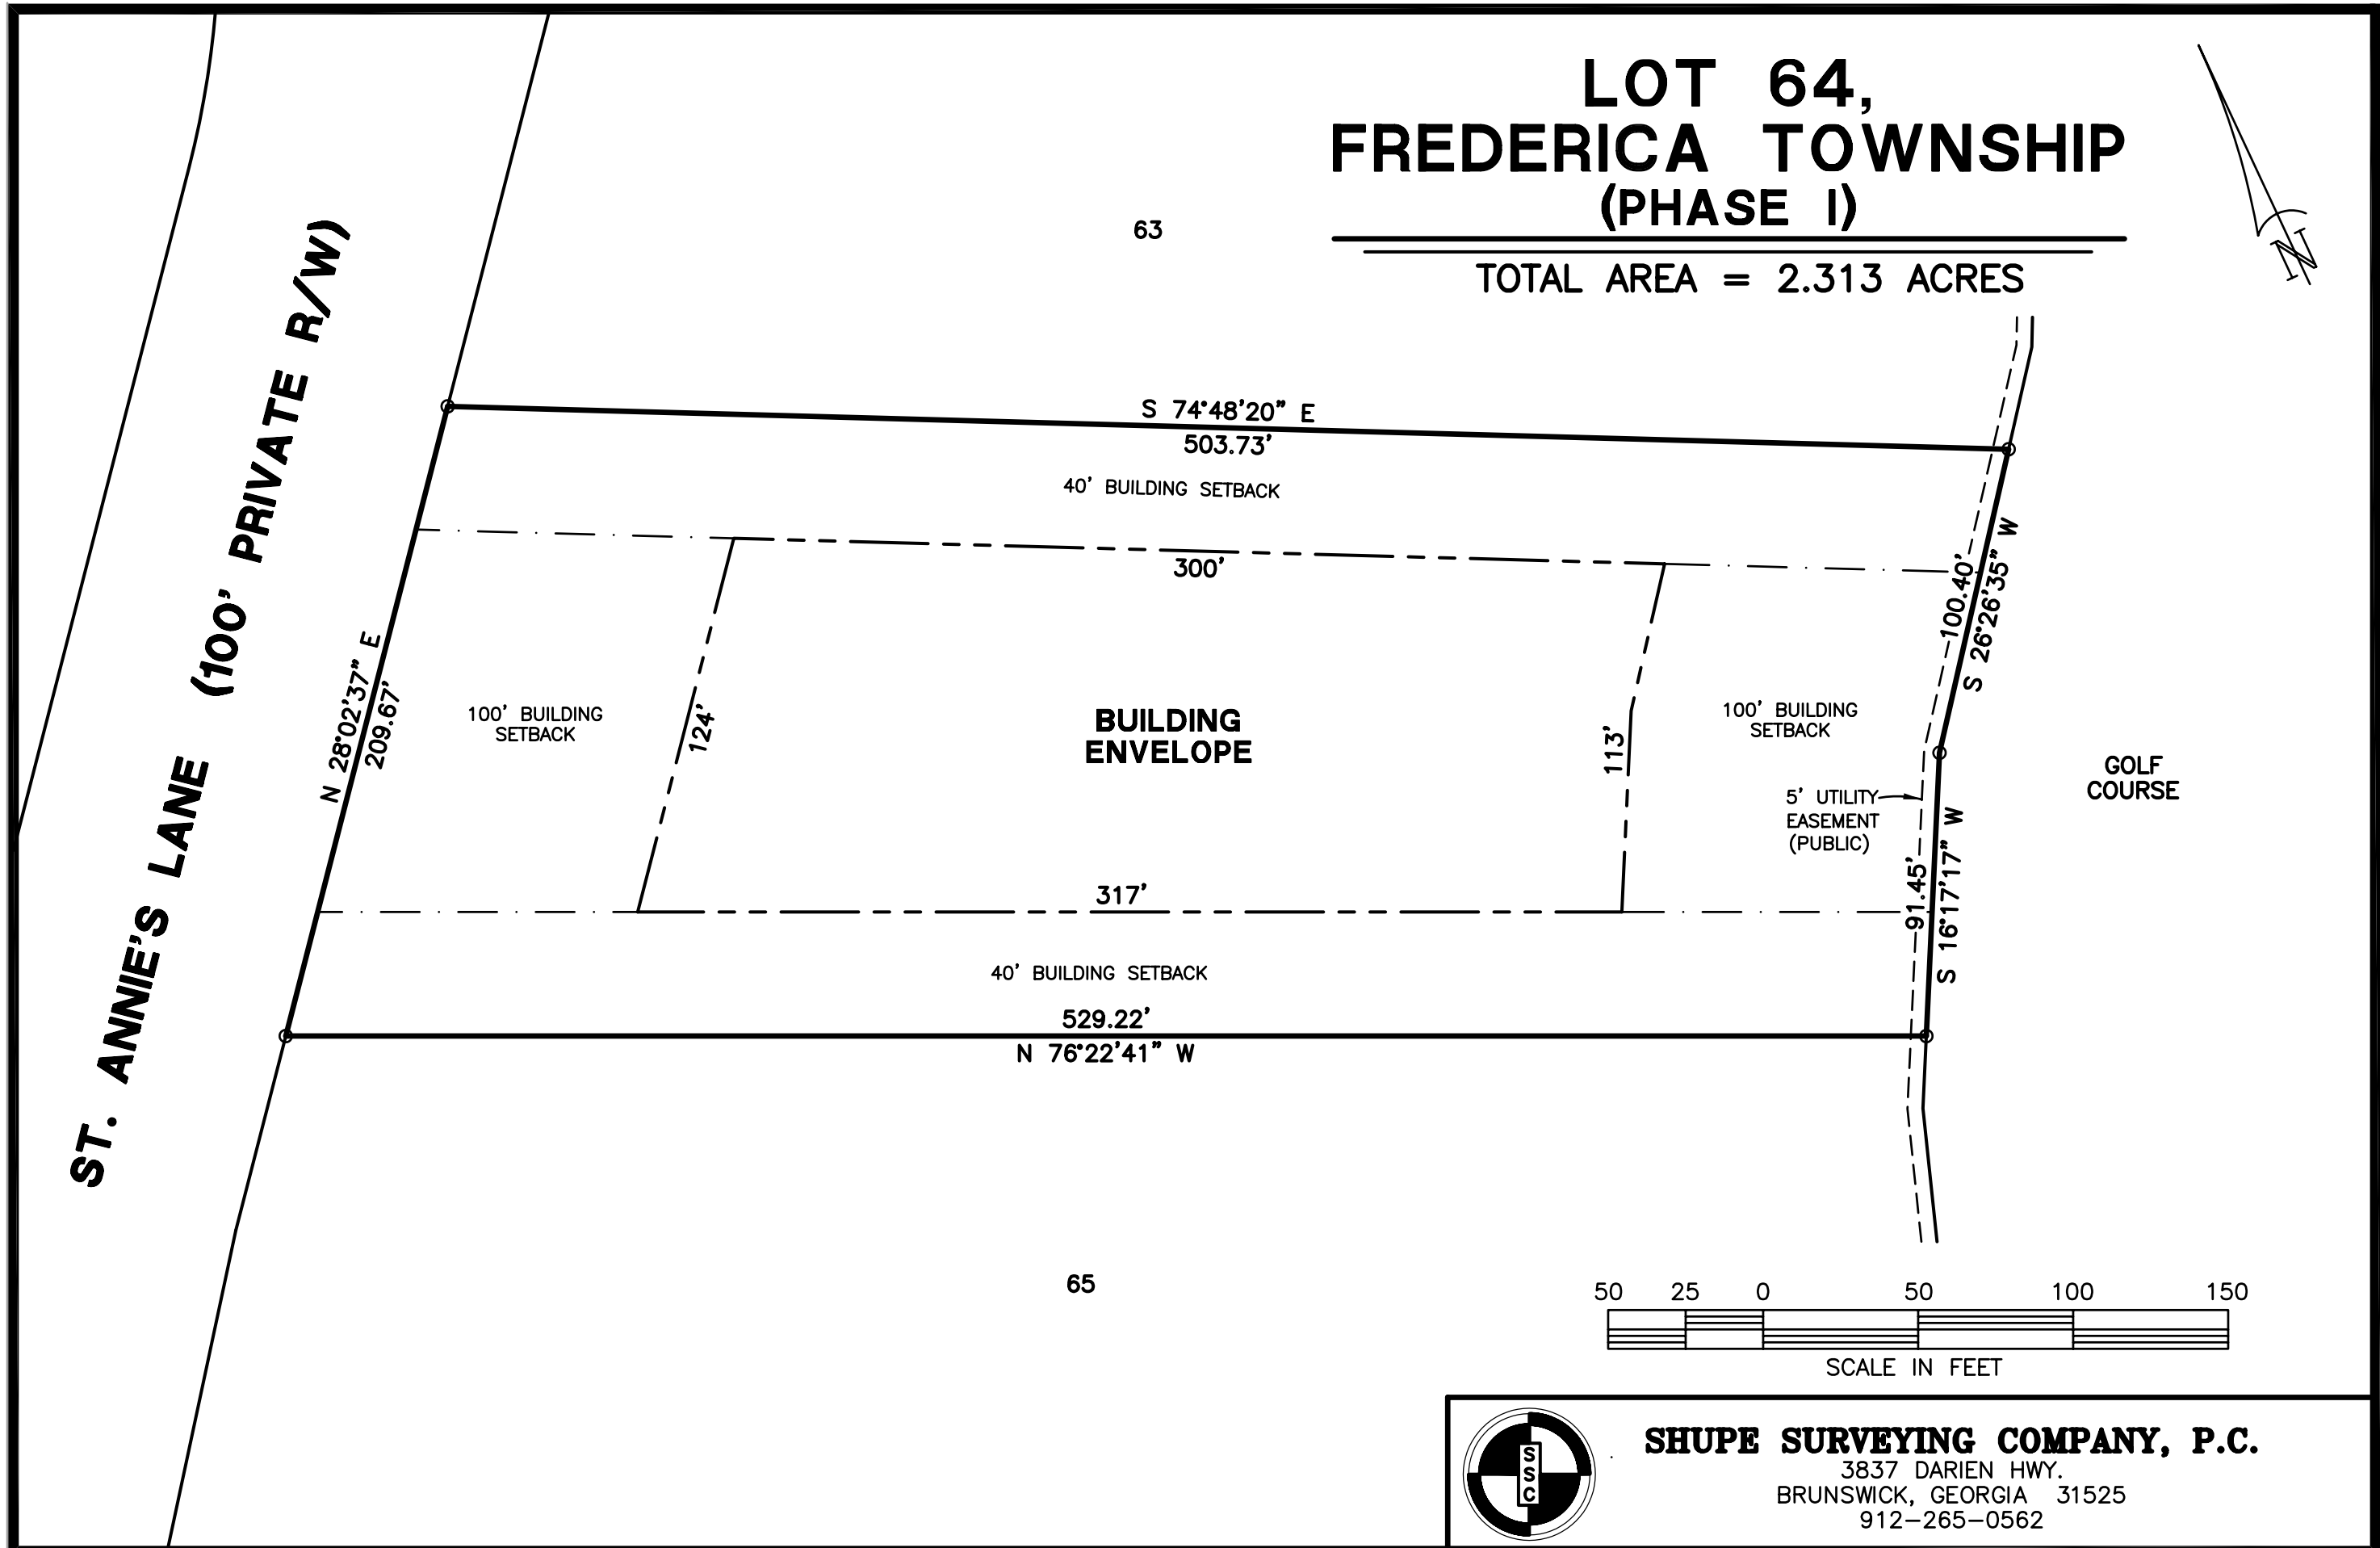 LOT 64,
FREDERICA TOWNSHIP
(PHASE I)
TOTAL AREA = 2.313 ACRES
N
63
ST. ANNIE'S LANE (100' PRIVATE R/W)
S 74°48'20" E
503.73'
40' BUILDING SETBACK
300'
N 28°02'37" E
209.67'
100' BUILDING
SETBACK
124'
BUILDING
ENVELOPE
113'
100' BUILDING
SETBACK
100.40'
S 26°26'35" W
GOLF
COURSE
5' UTILITY
EASEMENT
(PUBLIC)
91.45'
S 16°17'17" W
317'
40' BUILDING SETBACK
529.22'
N 76°22'41" W
65
50 25 0 50 100 150
SCALE IN FEET
SSC
SHUPE SURVEYING COMPANY, P.C.
3837 DARIEN HWY.
BRUNSWICK, GEORGIA 31525
912-265-0562